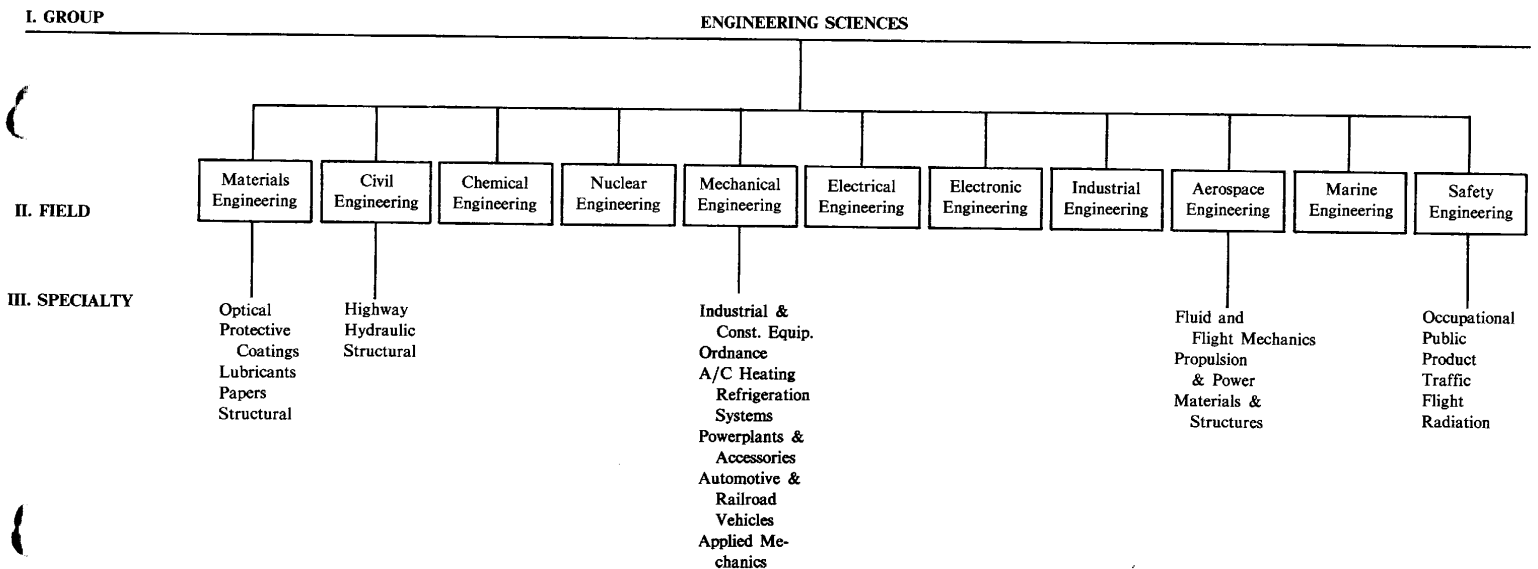 I. GROUP
ENGINEERING SCIENCES
II. FIELD
Materials
Engineering
Civil
Engineering
Chemical
Engineering
Nuclear
Engineering
Mechanical
Engineering
Electrical
Engineering
Electronic
Engineering
Industrial
Engineering
Aerospace
Engineering
Marine
Engineering
Safety
Engineering
III. SPECIALTY
Optical
Protective
Coatings
Lubricants
Papers
Structural
Highway
Hydraulic
Structural
Industrial &
Const. Equip.
Ordnance
A/C Heating
Refrigeration
Systems
Powerplants &
Accessories
Automotive &
Railroad
Vehicles
Applied Me-
chanics
Fluid and
Flight Mechanics
Propulsion
& Power
Materials &
Structures
Occupational
Public
Product
Traffic
Flight
Radiation